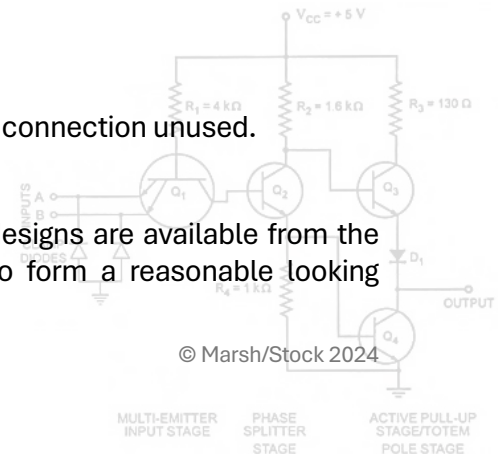 V_CC = + 5 V
R₁ = 4 kΩ
R₂ = 1.6 kΩ
R₃ = 130 Ω
connection unused.
INPUTS
A
B
Q₁
Q₂
Q₃
esigns are available from the
DIODES
D₁
o form a reasonable looking
R₄ = 1 kΩ
OUTPUT
Q₄
© Marsh/Stock 2024
MULTI-EMITTER
INPUT STAGE
PHASE
SPLITTER
STAGE
ACTIVE PULL-UP
STAGE/TOTEM
POLE STAGE